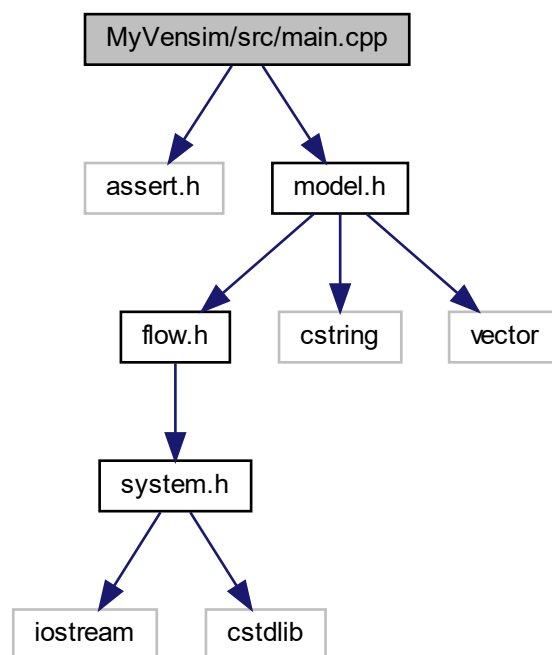 MyVensim/src/main.cpp
assert.h
model.h
flow.h
cstring
vector
system.h
iostream
cstdlib